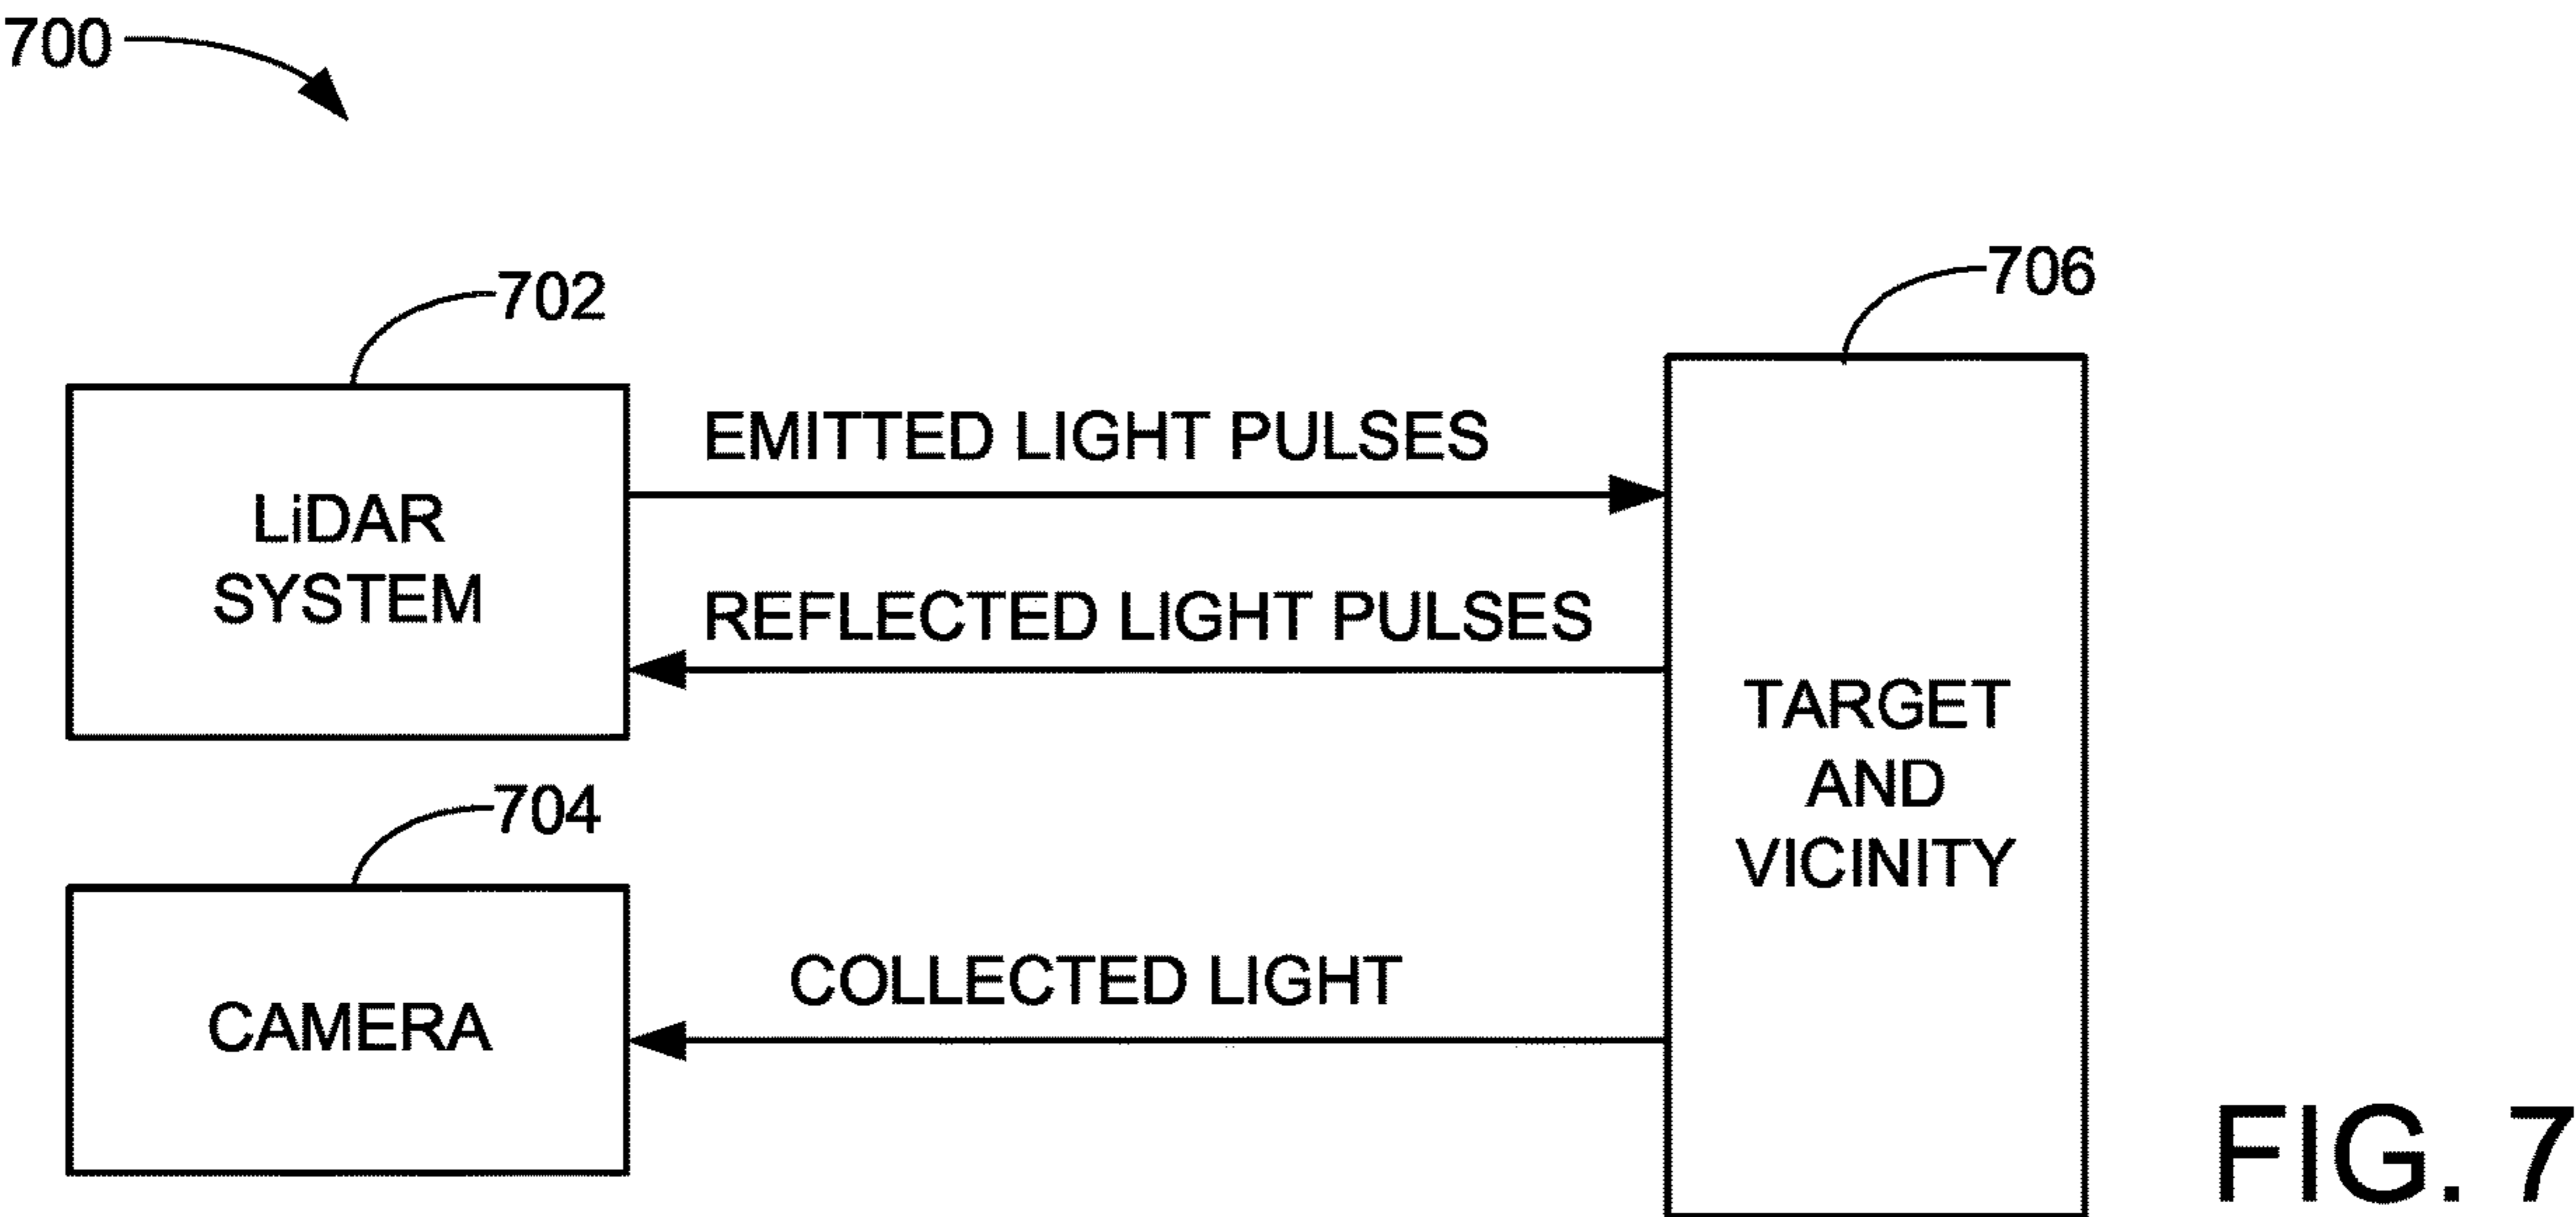 700
702
706
EMITTED LIGHT PULSES
LiDAR
SYSTEM
REFLECTED LIGHT PULSES
TARGET
AND
VICINITY
704
COLLECTED LIGHT
CAMERA
FIG. 7